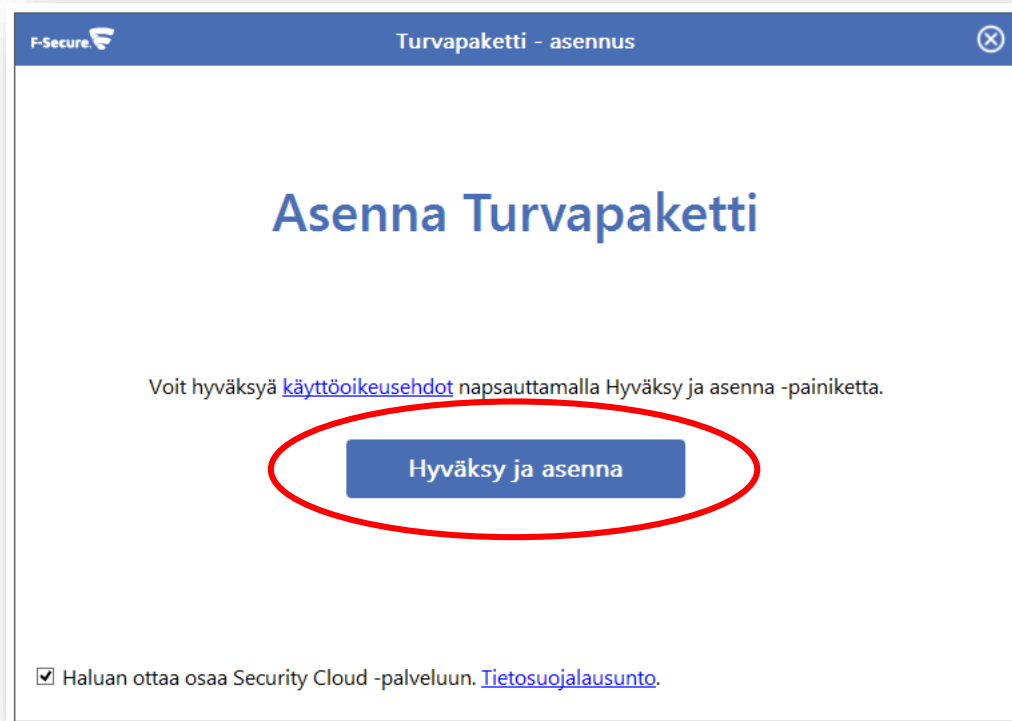 F-Secure.
Turvapaketti - asennus
Asenna Turvapaketti
Voit hyväksyä käyttöoikeusehdot napsauttamalla Hyväksy ja asenna -painiketta.
Hyväksy ja asenna
Haluan ottaa osaa Security Cloud -palveluun. Tietosuojalausunto.